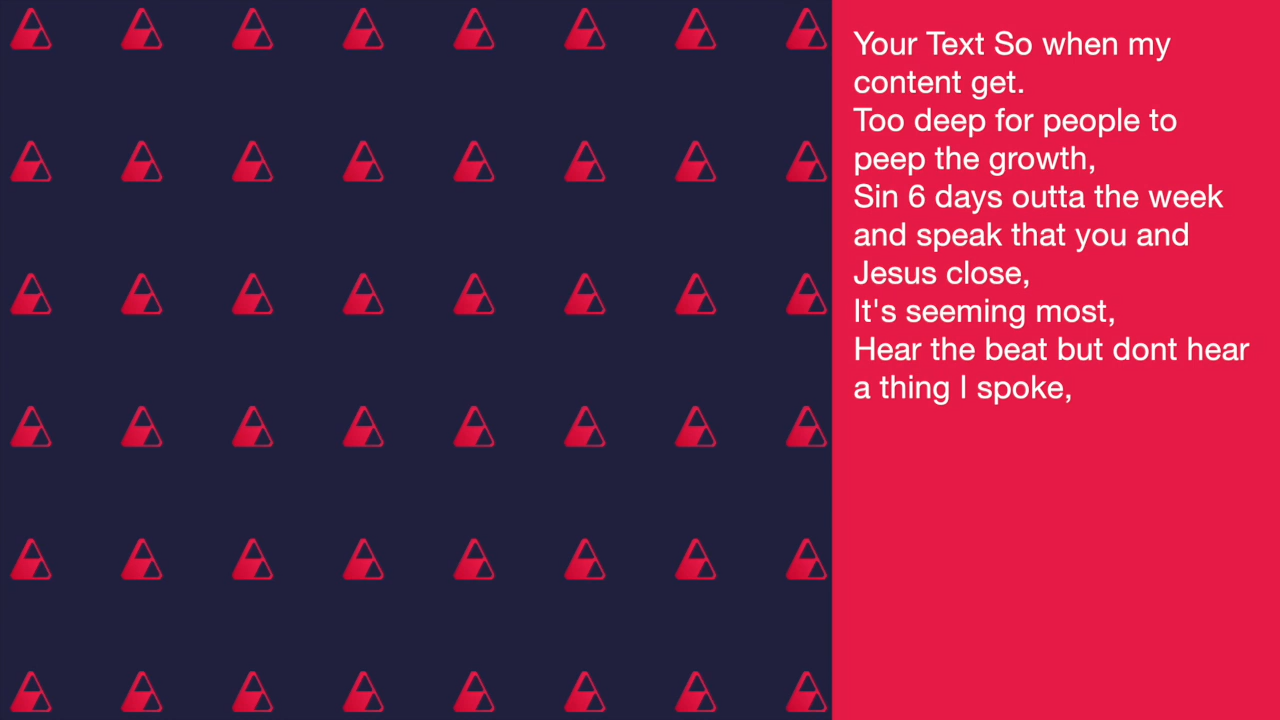 Your Text So when my
content get.
Too deep for people to
peep the growth,
Sin 6 days outta the week
and speak that you and
Jesus close,
It's seeming most,
Hear the beat but dont hear
a thing I spoke,